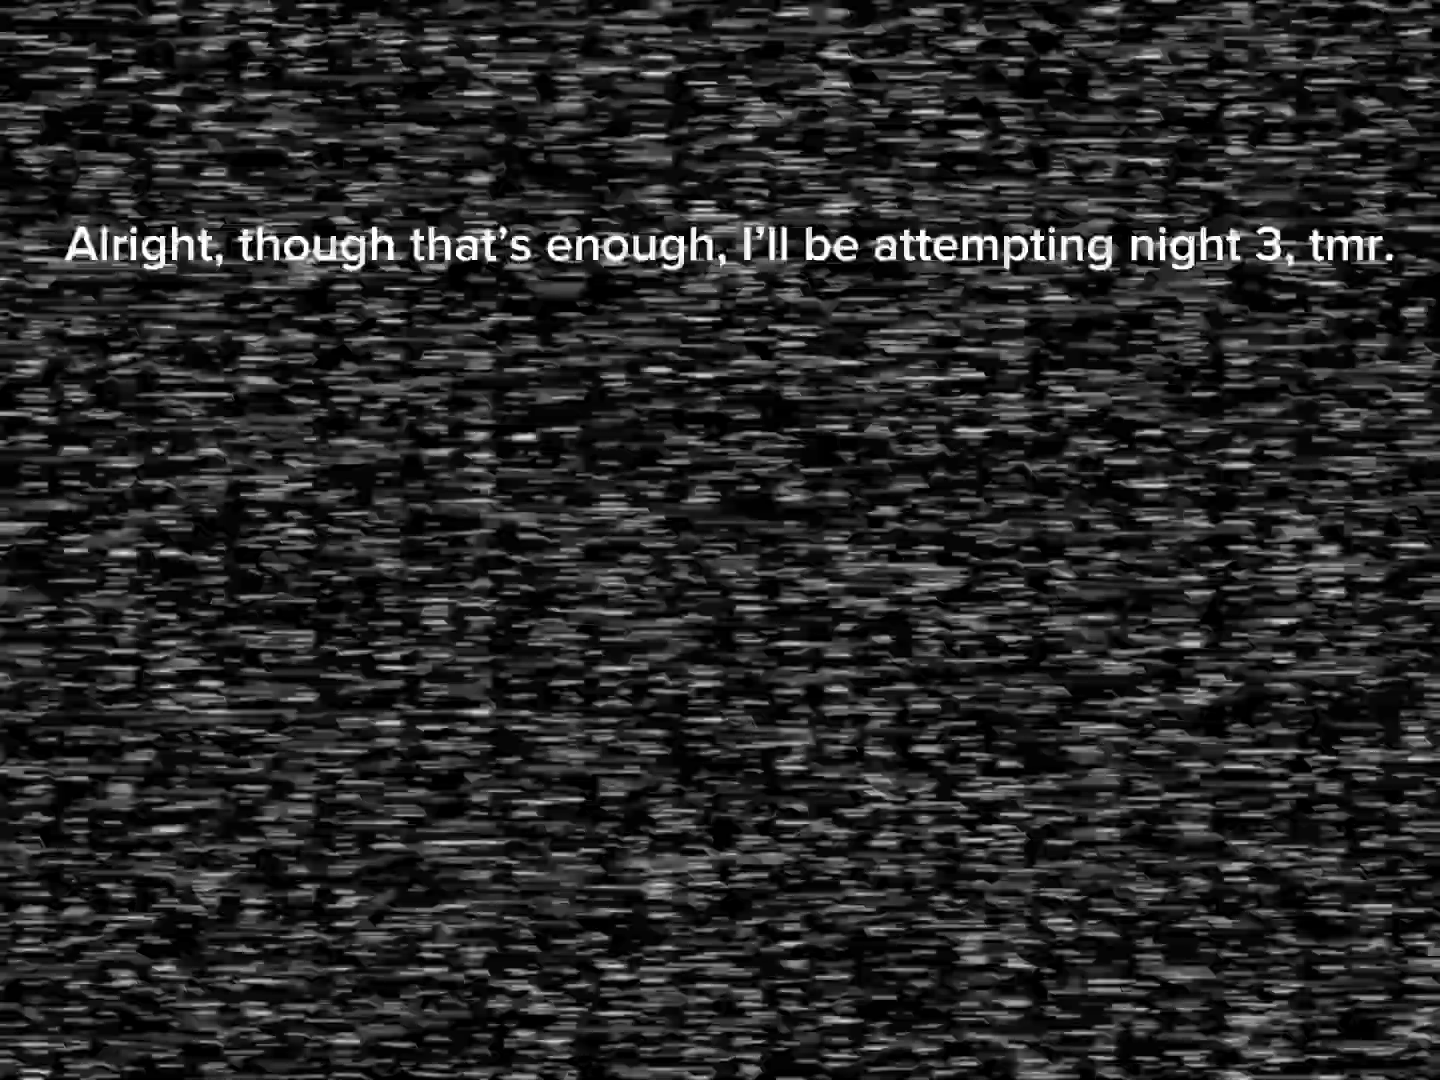 Alright, though that’s enough, I’ll be attempting night 3, tmr.